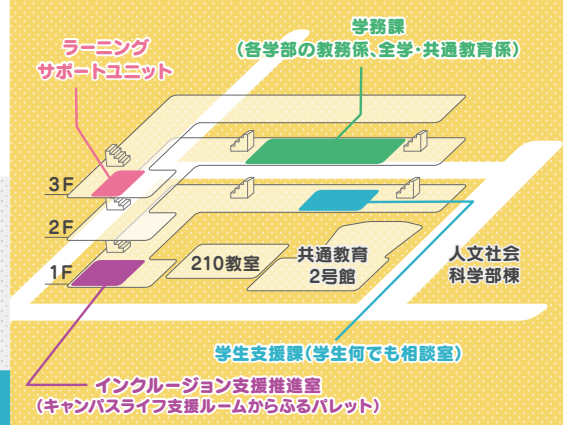 学務課
(各学部の教務係、全学・共通教育係)
ラーニング
サポートユニット
3F
2F
1F
210教室
共通教育
2号館
人文社会
科学部棟
学生支援課(学生何でも相談室)
インクルージョン支援推進室
(キャンパスライフ支援ルームからふるパレット)